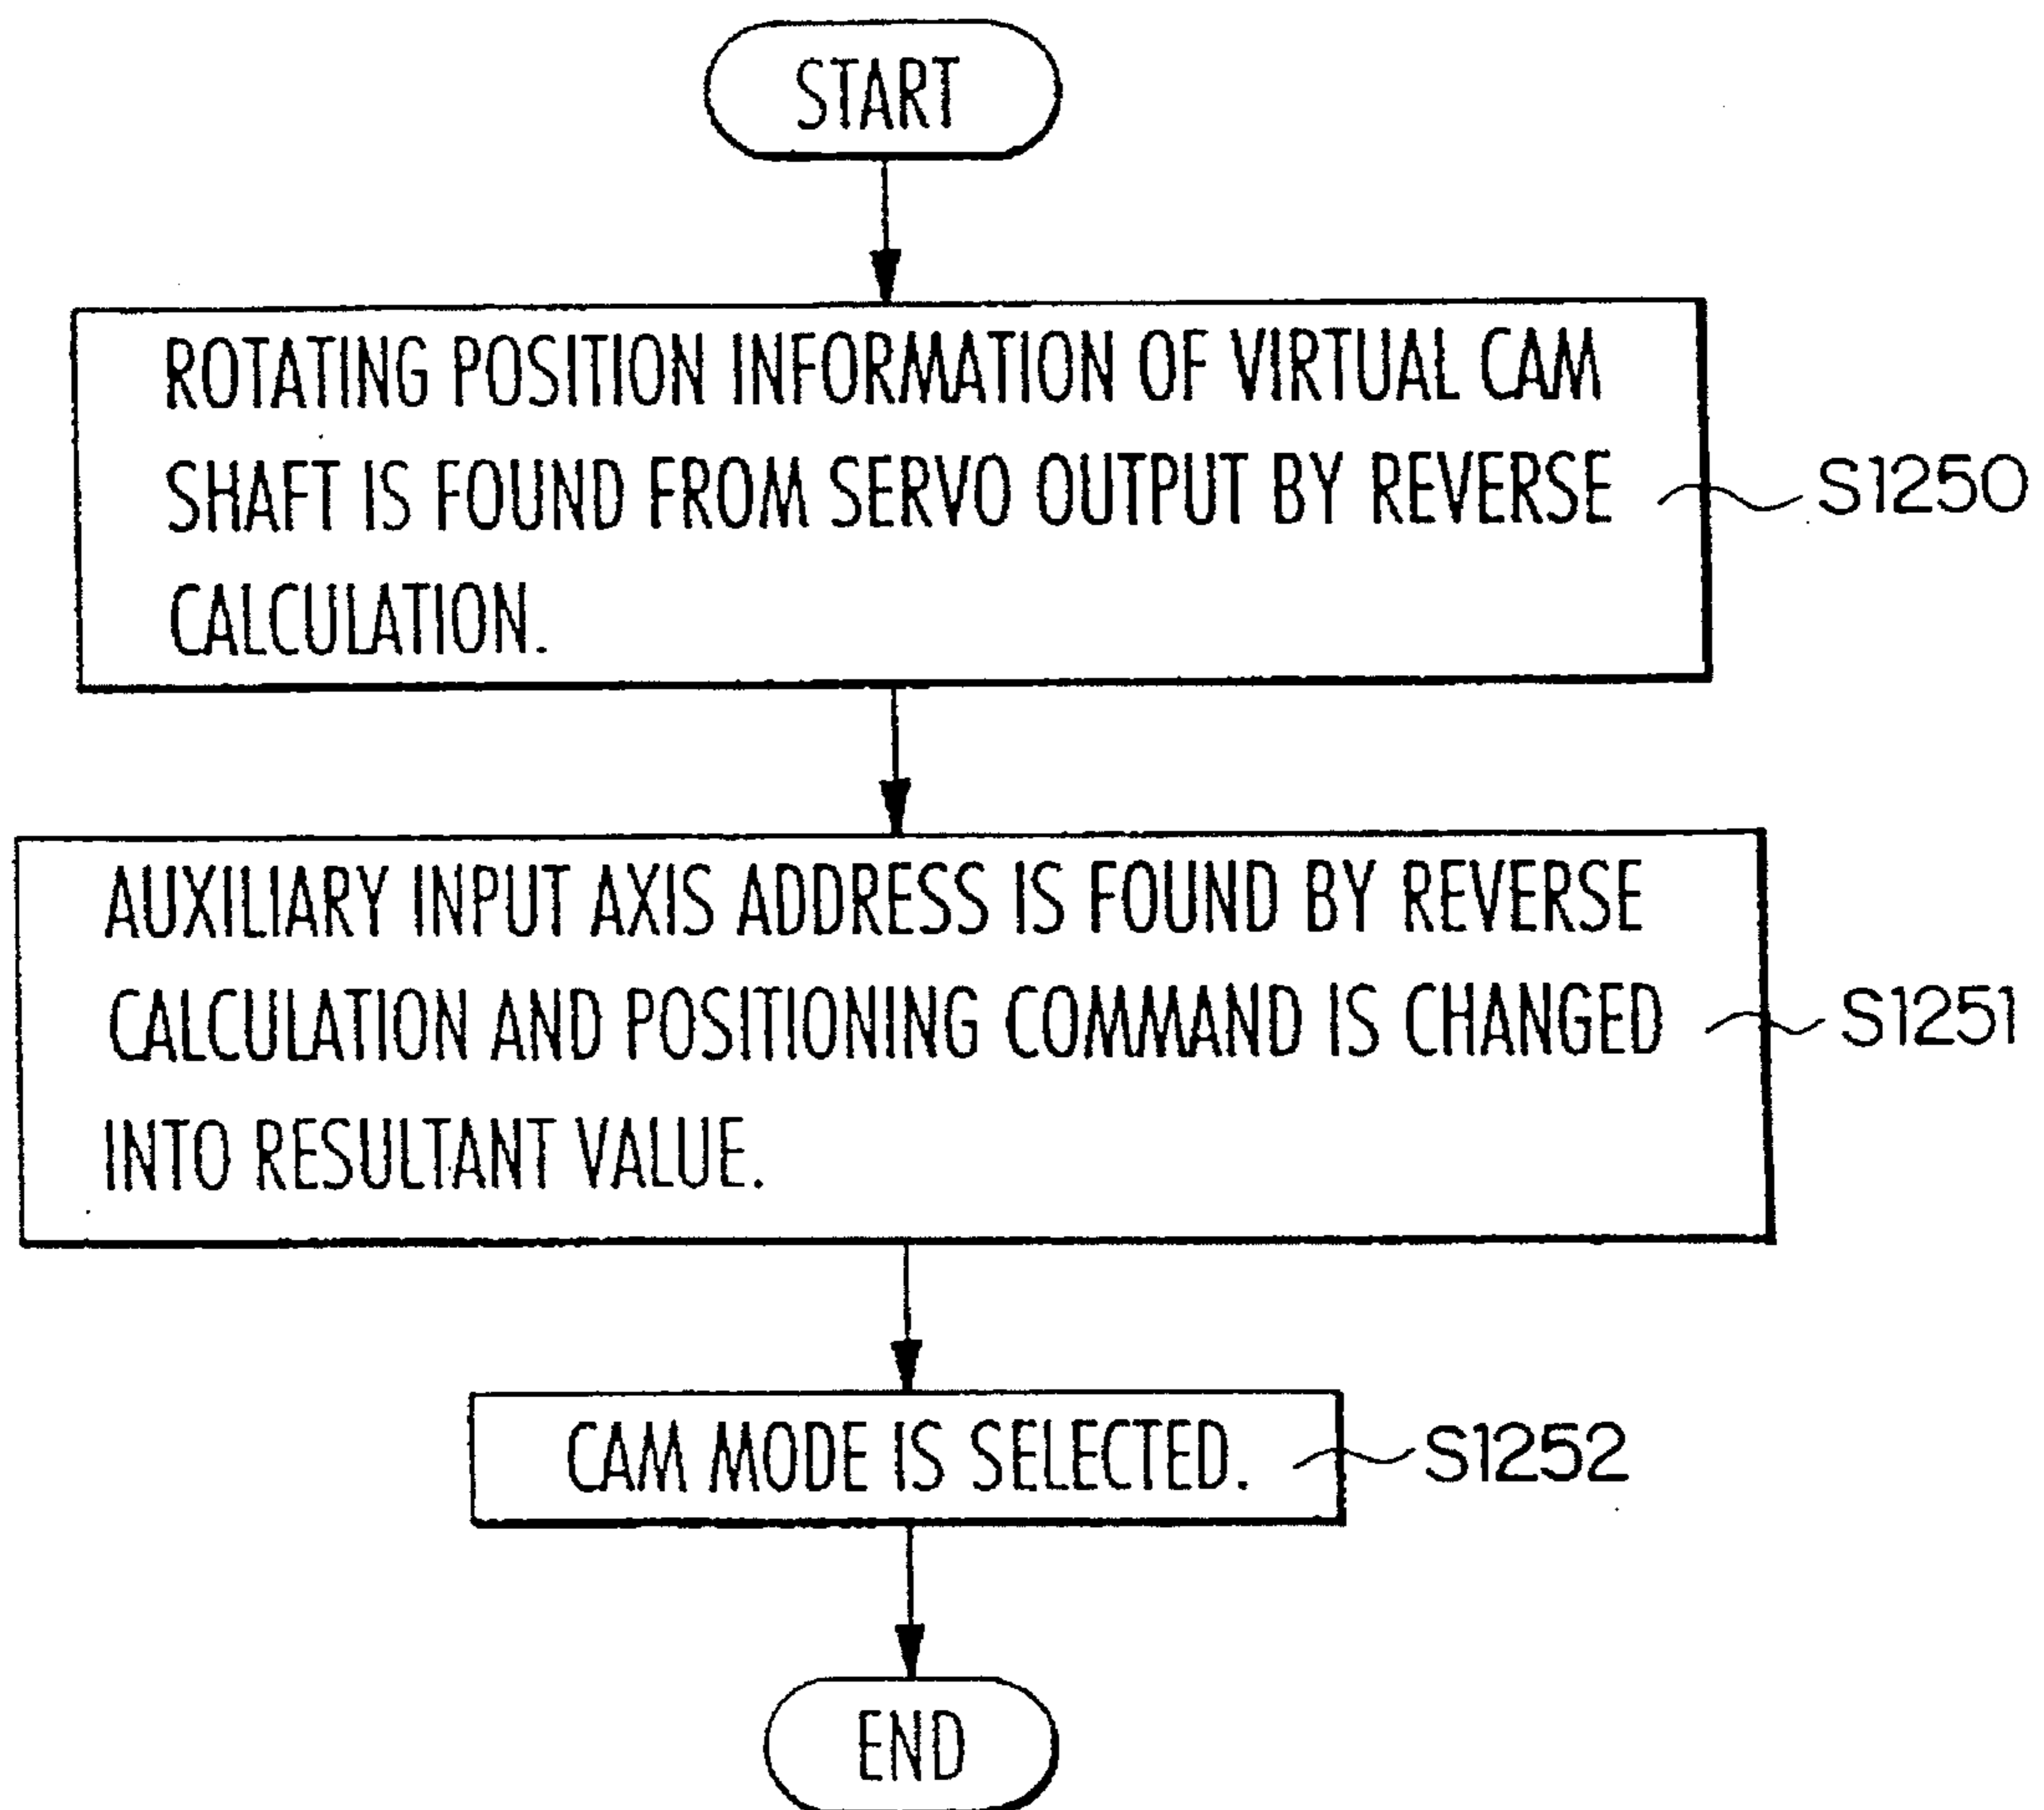 START
ROTATING POSITION INFORMATION OF VIRTUAL CAM
SHAFT IS FOUND FROM SERVO OUTPUT BY REVERSE
CALCULATION.
S1250
AUXILIARY INPUT AXIS ADDRESS IS FOUND BY REVERSE
CALCULATION AND POSITIONING COMMAND IS CHANGED
INTO RESULTANT VALUE.
S1251
CAM MODE IS SELECTED.
S1252
END